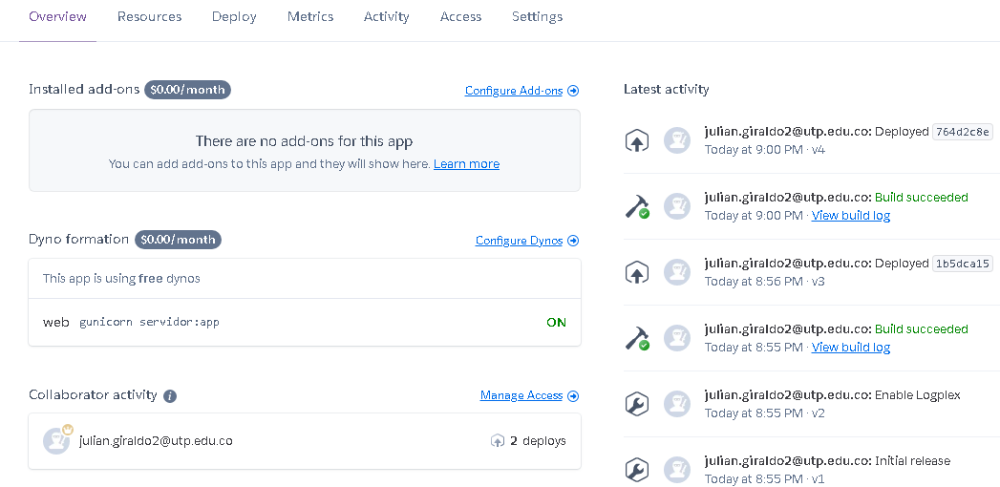 Overview Resources Deploy Metrics Activity Access Settings
Installed add-ons $0.00/month Configure Add-ons
There are no add-ons for this app
You can add add-ons to this app and they will show here. Learn more
Dyno formation $0.00/month Configure Dynos
This app is using free dynos
web gunicorn servidor:app ON
Collaborator activity i Manage Access
julian.giraldo2@utp.edu.co 2 deploys
Latest activity
julian.giraldo2@utp.edu.co: Deployed 764d2c8e
Today at 9:00 PM · v4
julian.giraldo2@utp.edu.co: Build succeeded
Today at 9:00 PM · View build log
julian.giraldo2@utp.edu.co: Deployed 1b5dca15
Today at 8:56 PM · v3
julian.giraldo2@utp.edu.co: Build succeeded
Today at 8:55 PM · View build log
julian.giraldo2@utp.edu.co: Enable Logplex
Today at 8:55 PM · v2
julian.giraldo2@utp.edu.co: Initial release
Today at 8:55 PM · v1